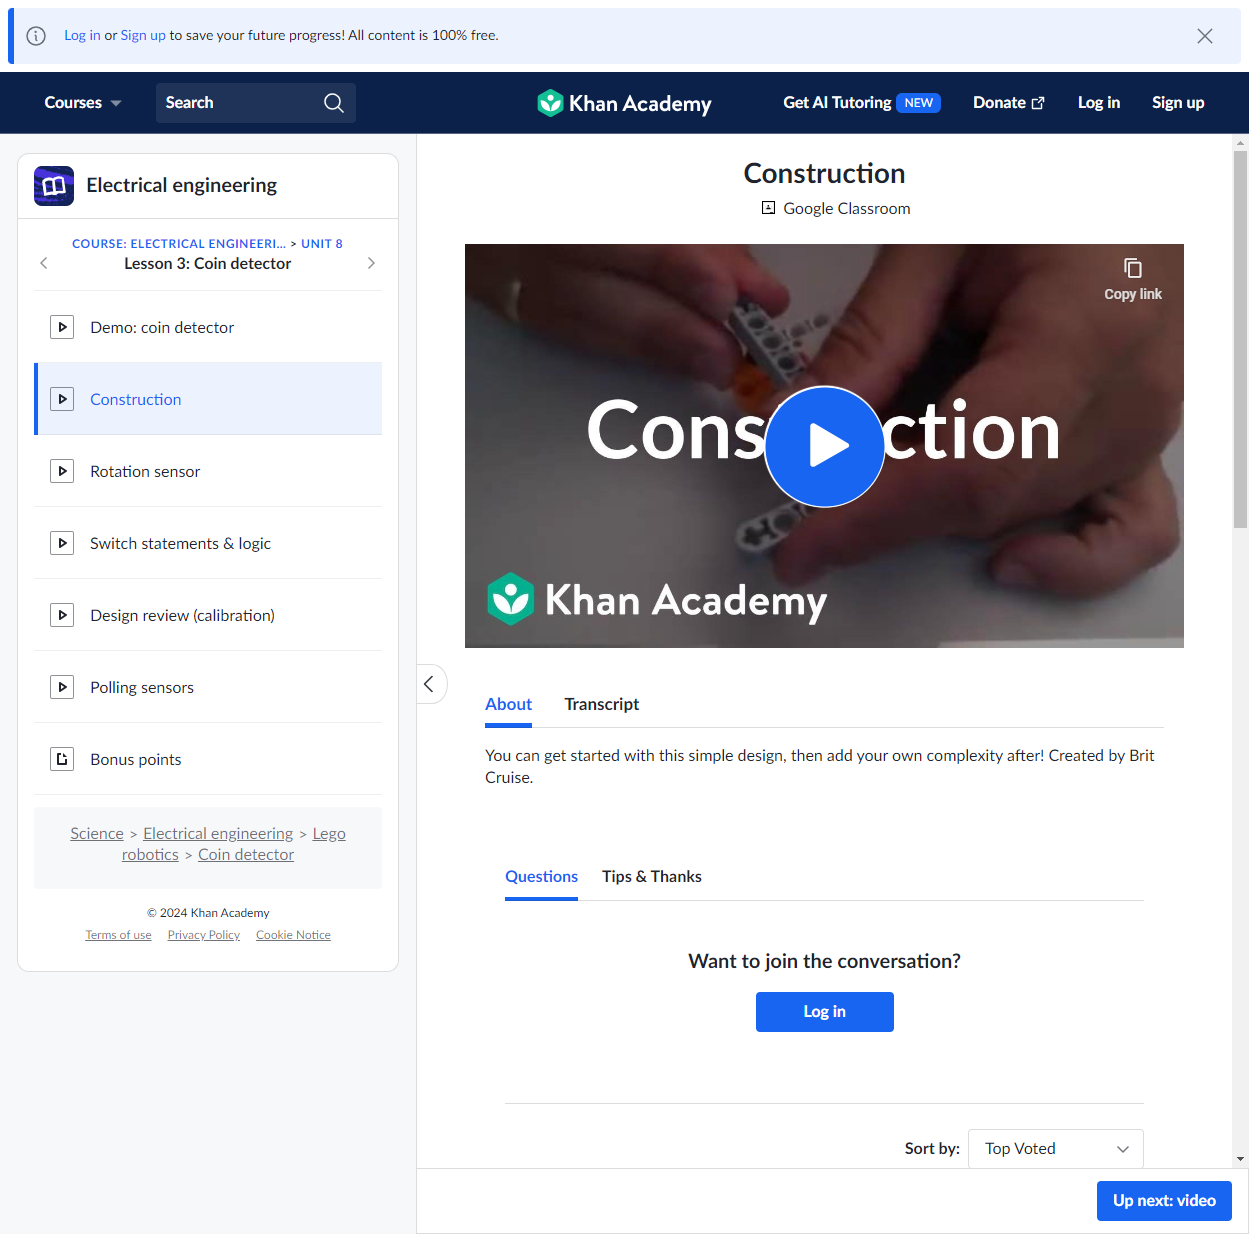 Log in or Sign up to save your future progress! All content is 100% free.
Courses
Search
Khan Academy
Get AI Tutoring NEW
Donate
Log in
Sign up
Electrical engineering
COURSE: ELECTRICAL ENGINEERI... > UNIT 8
Lesson 3: Coin detector
Demo: coin detector
Construction
Rotation sensor
Switch statements & logic
Design review (calibration)
Polling sensors
Bonus points
Science > Electrical engineering > Lego
robotics > Coin detector
© 2024 Khan Academy
Terms of use Privacy Policy Cookie Notice
Construction
Google Classroom
Copy link
Cons ction
Khan Academy
About
Transcript
You can get started with this simple design, then add your own complexity after! Created by Brit
Cruise.
Questions
Tips & Thanks
Want to join the conversation?
Log in
Sort by:
Top Voted
Up next: video